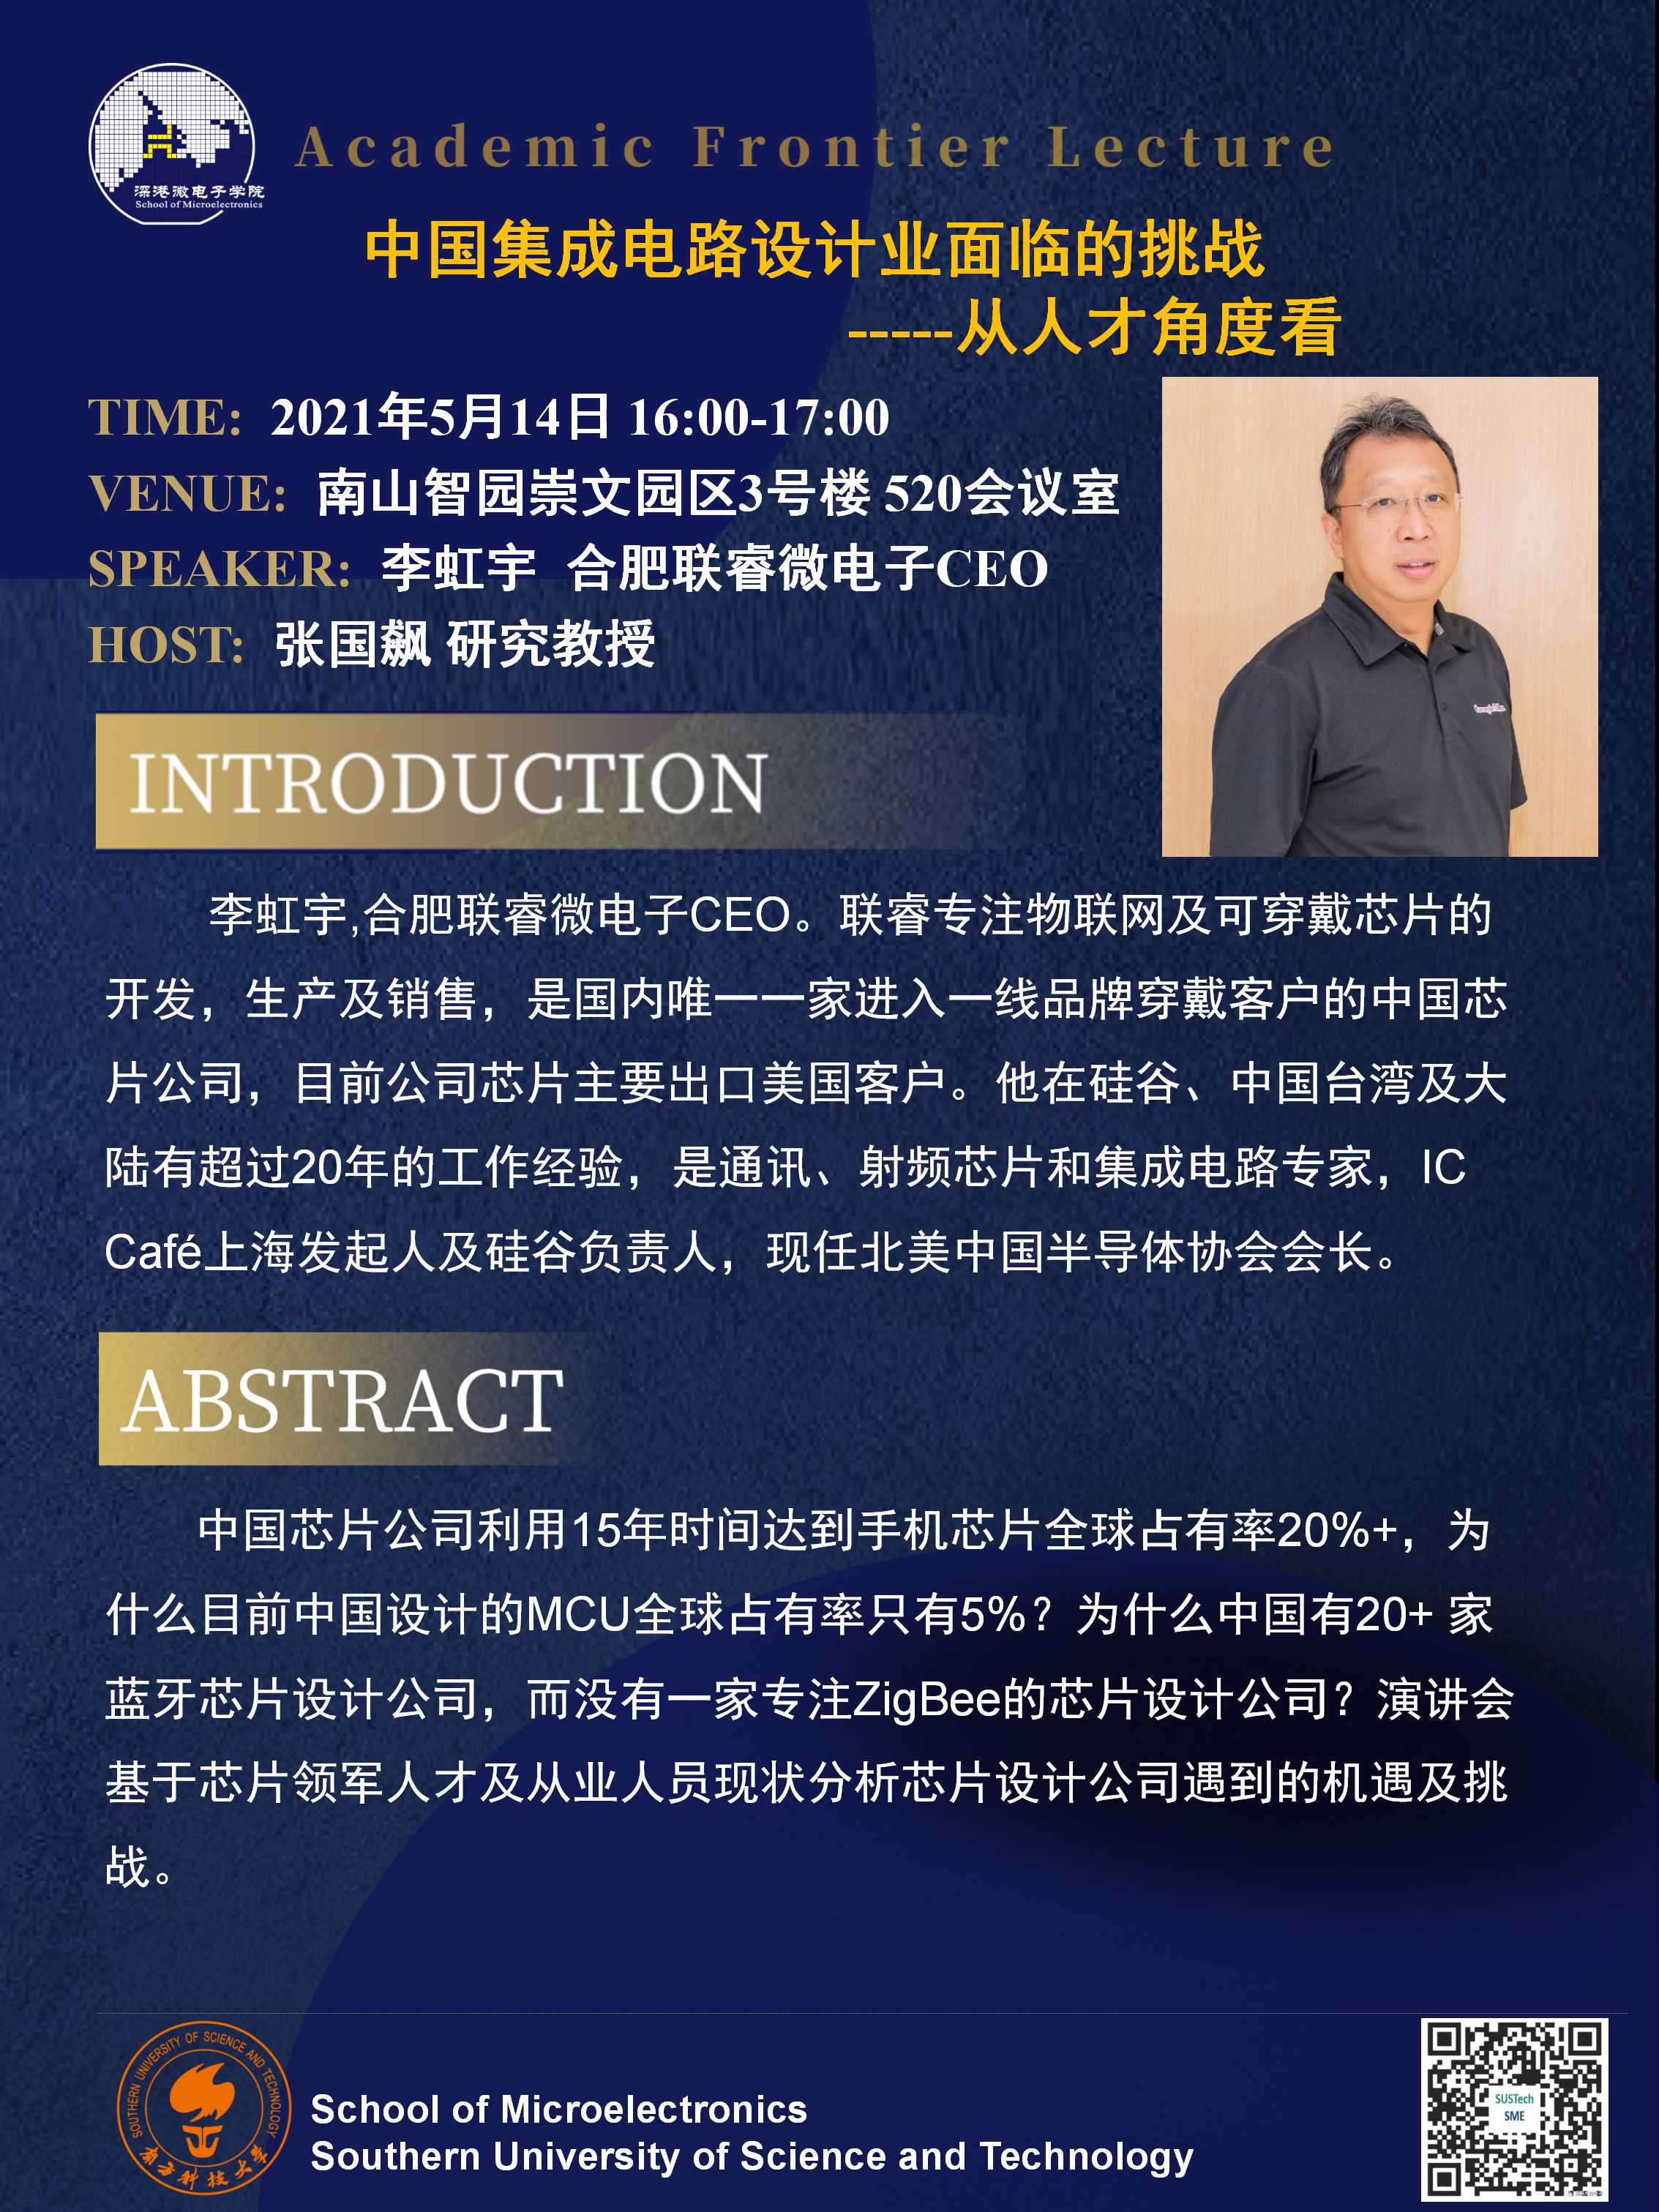 深港微电子学院
School of Microelectronics
Academic Frontier Lecture
中国集成电路设计业面临的挑战
-----从人才角度看
TIME: 2021年5月14日 16:00-17:00
VENUE: 南山智园崇文园区3号楼 520会议室
SPEAKER: 李虹宇 合肥联睿微电子CEO
HOST: 张国飙 研究教授
INTRODUCTION
李虹宇,合肥联睿微电子CEO。联睿专注物联网及可穿戴芯片的
开发，生产及销售，是国内唯一一家进入一线品牌穿戴客户的中国芯
片公司，目前公司芯片主要出口美国客户。他在硅谷、中国台湾及大
陆有超过20年的工作经验，是通讯、射频芯片和集成电路专家，IC
Café上海发起人及硅谷负责人，现任北美中国半导体协会会长。
ABSTRACT
中国芯片公司利用15年时间达到手机芯片全球占有率20%+，为
什么目前中国设计的MCU全球占有率只有5%？为什么中国有20+ 家
蓝牙芯片设计公司，而没有一家专注ZigBee的芯片设计公司？演讲会
基于芯片领军人才及从业人员现状分析芯片设计公司遇到的机遇及挑
战。
SOUTHERN UNIVERSITY OF SCIENCE AND TECHNOLOGY
南方科技大学
School of Microelectronics
Southern University of Science and Technology
SUSTech
SME